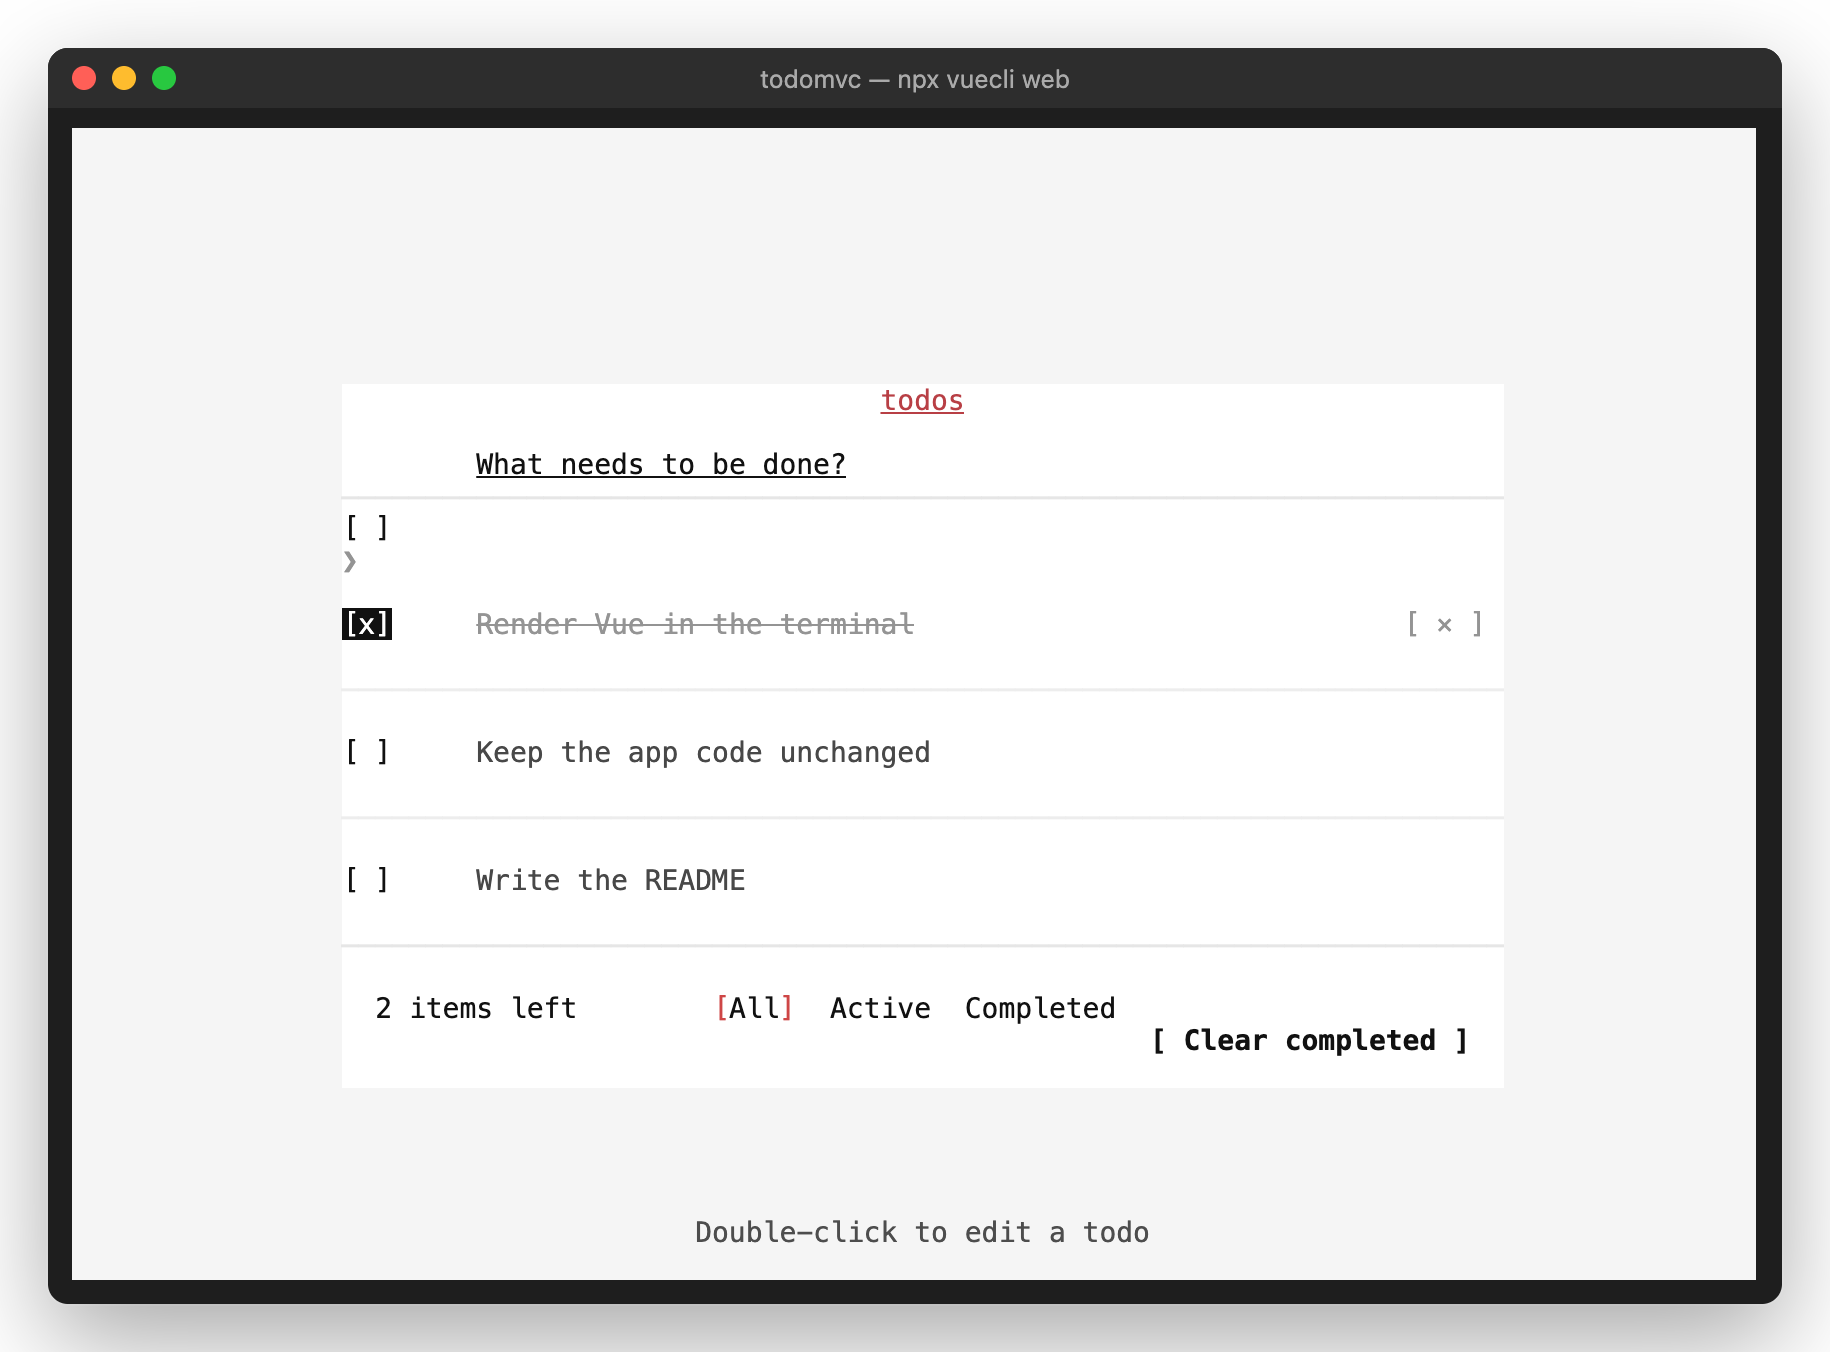 todomvc — npx vuecli web
todos
What needs to be done?
[ ]
❯
[x] Render Vue in the terminal [ × ]
[ ] Keep the app code unchanged
[ ] Write the README
2 items left [All] Active Completed
[ Clear completed ]
Double-click to edit a todo